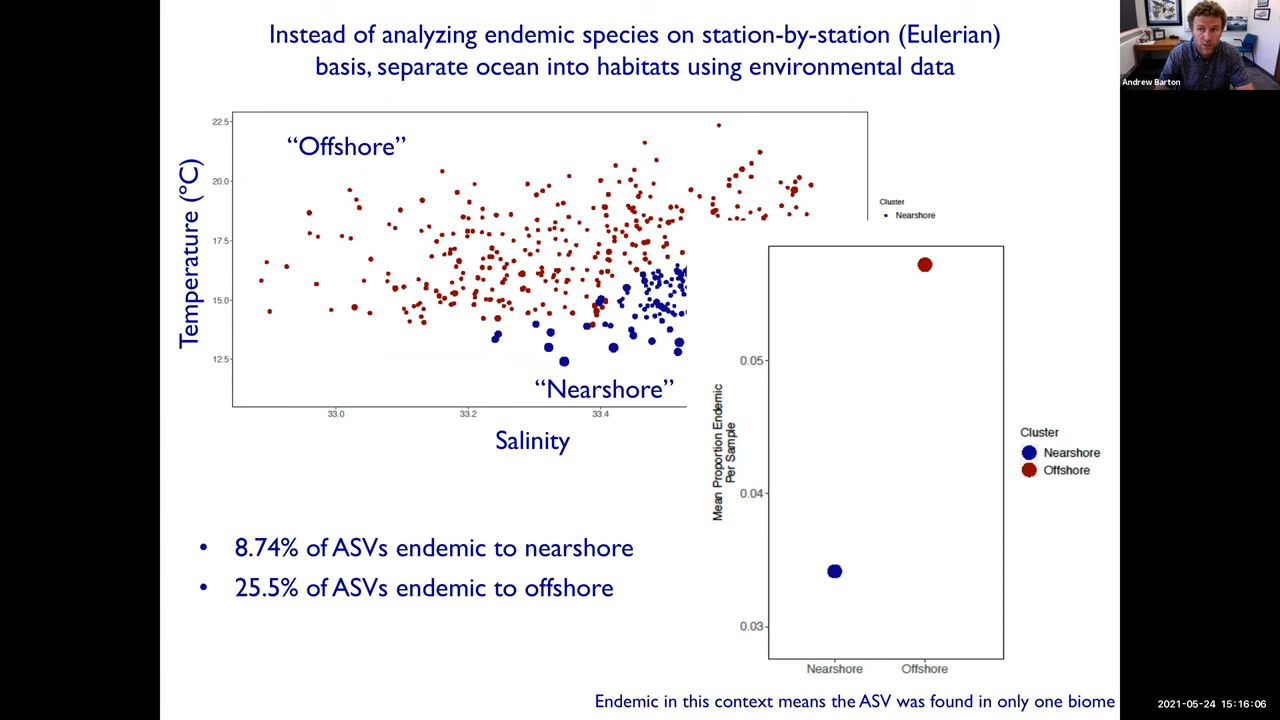 Instead of analyzing endemic species on station-by-station (Eulerian)
basis, separate ocean into habitats using environmental data
Andrew Barton
22.5
20.0
17.5
15.0
12.5
Temperature (°C)
“Offshore”
“Nearshore”
33.0
33.2
33.4
Salinity
Cluster
Nearshore
0.05
0.04
0.03
Mean Proportion Endemic
Per Sample
Nearshore
Offshore
Cluster
Nearshore
Offshore
• 8.74% of ASVs endemic to nearshore
• 25.5% of ASVs endemic to offshore
Endemic in this context means the ASV was found in only one biome
2021-05-24 15:16:06